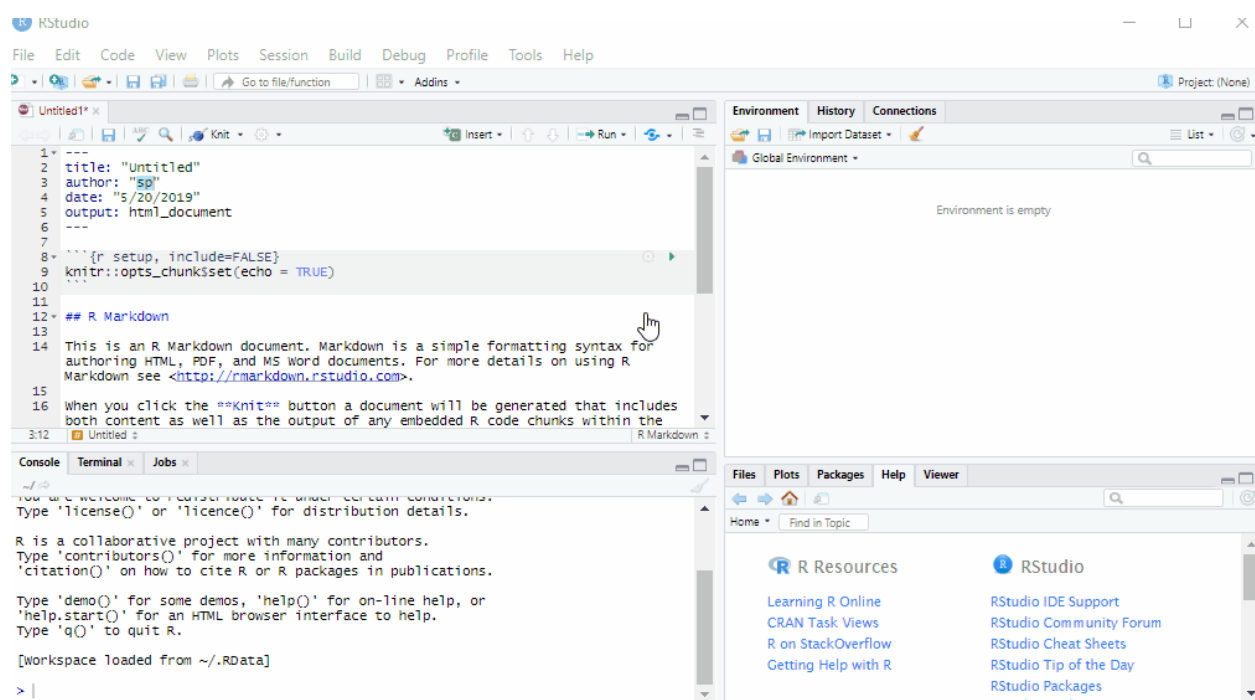 RStudio
File Edit Code View Plots Session Build Debug Profile Tools Help
Go to file/function Addins Project: (None)
Untitled1*
Knit Insert Run
1 ---
2 title: "Untitled"
3 author: "sp"
4 date: "5/20/2019"
5 output: html_document
6 ---
7
8 ```{r setup, include=FALSE}
9 knitr::opts_chunk$set(echo = TRUE)
10 ```
11
12 ## R Markdown
13
14 This is an R Markdown document. Markdown is a simple formatting syntax for
authoring HTML, PDF, and MS Word documents. For more details on using R
Markdown see <http://rmarkdown.rstudio.com>.
15
16 When you click the **Knit** button a document will be generated that includes
both content as well as the output of any embedded R code chunks within the
3:12 Untitled R Markdown
Console Terminal Jobs
~/
You are welcome to redistribute it under certain conditions.
Type 'license()' or 'licence()' for distribution details.
R is a collaborative project with many contributors.
Type 'contributors()' for more information and
'citation()' on how to cite R or R packages in publications.
Type 'demo()' for some demos, 'help()' for on-line help, or
'help.start()' for an HTML browser interface to help.
Type 'q()' to quit R.
[Workspace loaded from ~/.RData]
>
Environment History Connections
Import Dataset List
Global Environment
Environment is empty
Files Plots Packages Help Viewer
Home Find in Topic
R R Resources
Learning R Online
CRAN Task Views
R on StackOverflow
Getting Help with R
R RStudio
RStudio IDE Support
RStudio Community Forum
RStudio Cheat Sheets
RStudio Tip of the Day
RStudio Packages